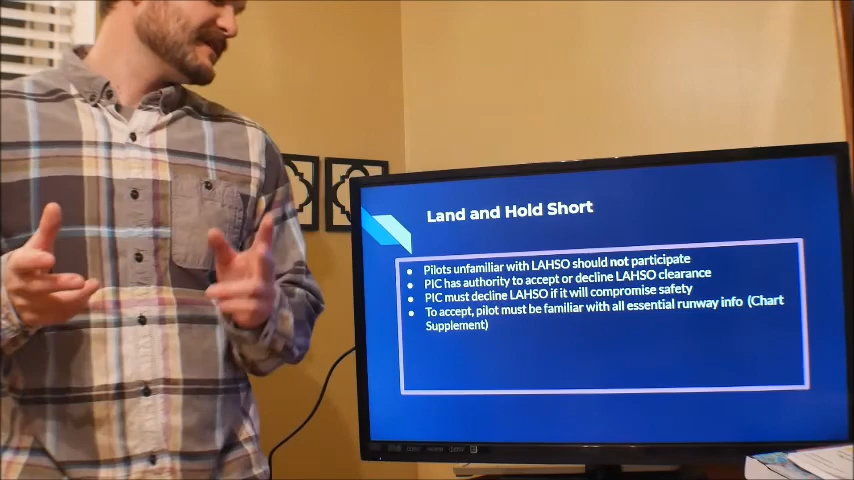 Land and Hold Short
● Pilots unfamiliar with LAHSO should not participate
● PIC has authority to accept or decline LAHSO clearance
● PIC must decline LAHSO if it will compromise safety
● To accept, pilot must be familiar with all essential runway info (Chart
Supplement)